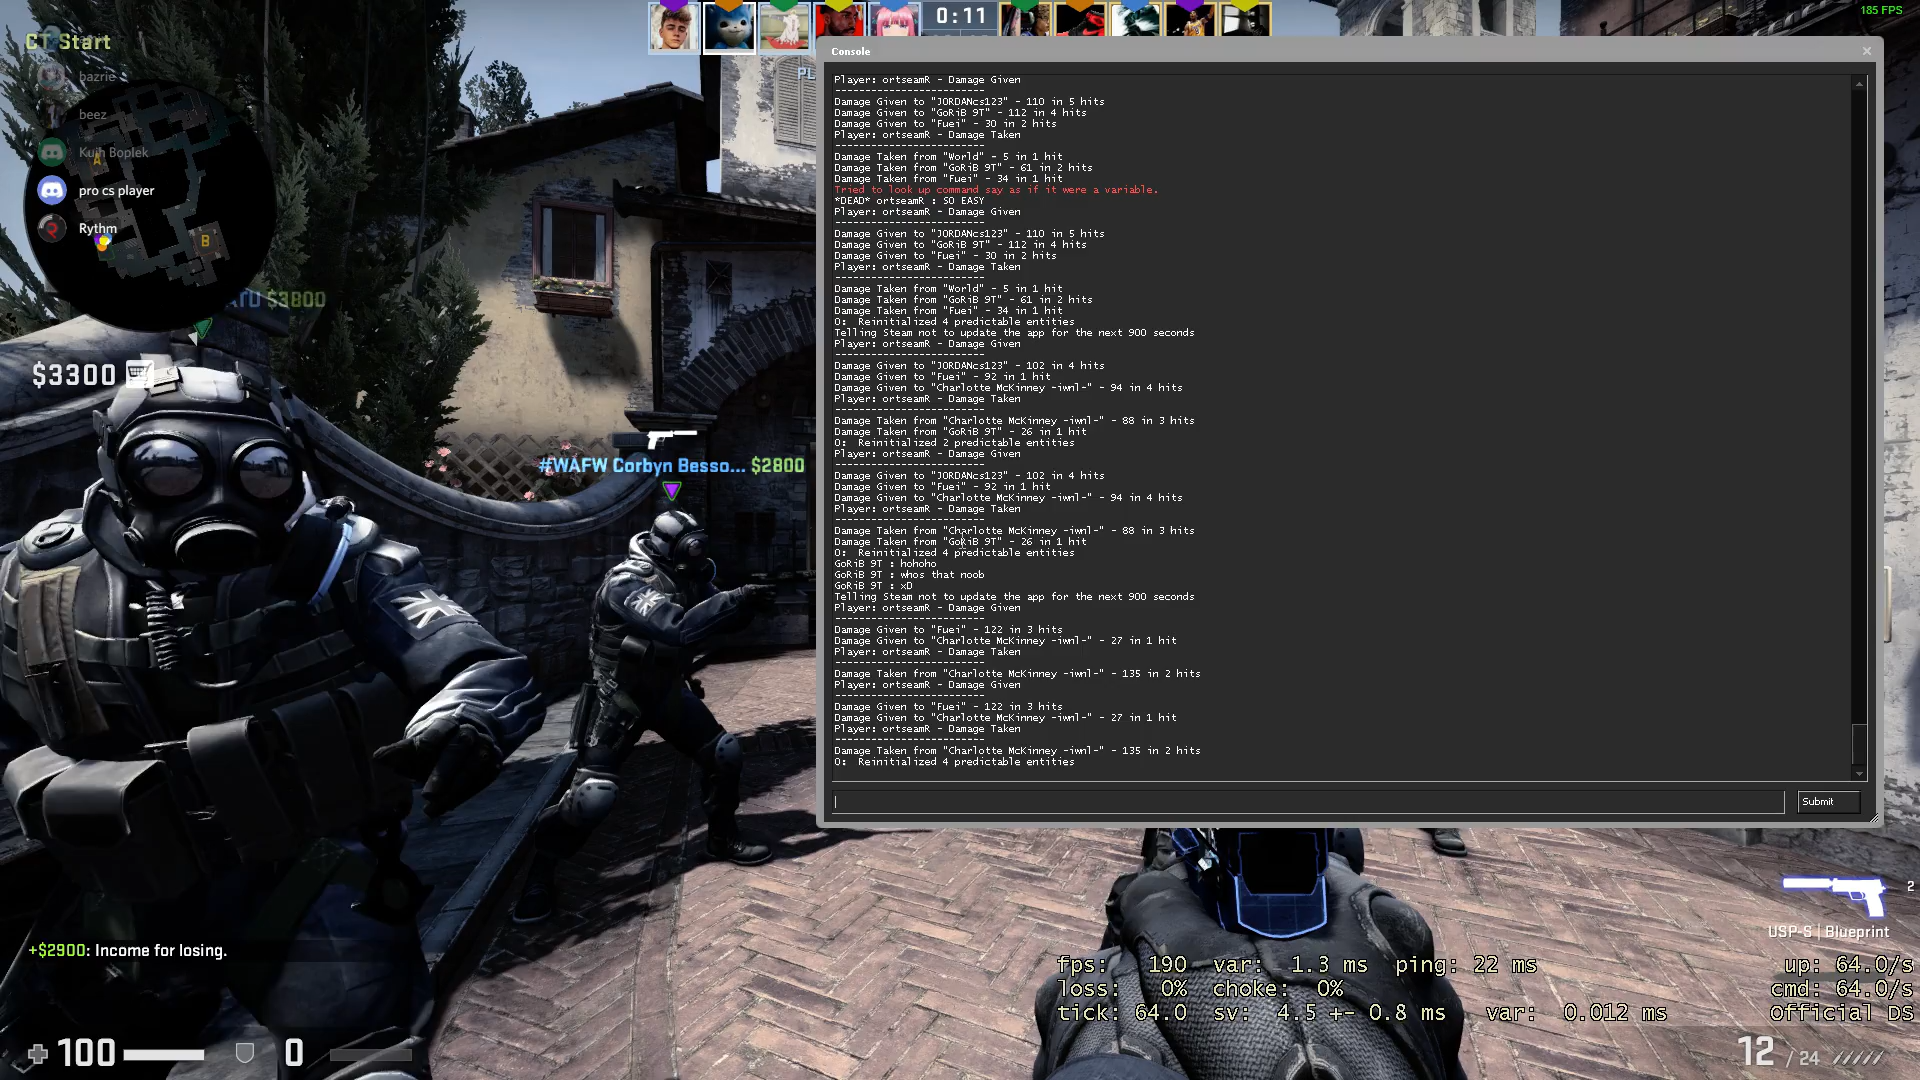 185 FPS
0:11
CT Start
bazrie
beez
Kuih Boplek
pro cs player
Rythm
A
B
$3800
$3300
#WAFW Corbyn Besso... $2800
Console
Player: ortseamR - Damage Given
-------------------------
Damage Given to "JORDANcs123" - 110 in 5 hits
Damage Given to "GoRiB 9T" - 112 in 4 hits
Damage Given to "Fuei" - 30 in 2 hits
Player: ortseamR - Damage Taken
-------------------------
Damage Taken from "World" - 5 in 1 hit
Damage Taken from "GoRiB 9T" - 61 in 2 hits
Damage Taken from "Fuei" - 34 in 1 hit
Tried to look up command say as if it were a variable.
*DEAD* ortseamR : SO EASY
Player: ortseamR - Damage Given
-------------------------
Damage Given to "JORDANcs123" - 110 in 5 hits
Damage Given to "GoRiB 9T" - 112 in 4 hits
Damage Given to "Fuei" - 30 in 2 hits
Player: ortseamR - Damage Taken
-------------------------
Damage Taken from "World" - 5 in 1 hit
Damage Taken from "GoRiB 9T" - 61 in 2 hits
Damage Taken from "Fuei" - 34 in 1 hit
0:  Reinitialized 4 predictable entities
Telling Steam not to update the app for the next 900 seconds
Player: ortseamR - Damage Given
-------------------------
Damage Given to "JORDANcs123" - 102 in 4 hits
Damage Given to "Fuei" - 92 in 1 hit
Damage Given to "Charlotte McKinney -iwnl-" - 94 in 4 hits
Player: ortseamR - Damage Taken
-------------------------
Damage Taken from "Charlotte McKinney -iwnl-" - 88 in 3 hits
Damage Taken from "GoRiB 9T" - 26 in 1 hit
0:  Reinitialized 2 predictable entities
Player: ortseamR - Damage Given
-------------------------
Damage Given to "JORDANcs123" - 102 in 4 hits
Damage Given to "Fuei" - 92 in 1 hit
Damage Given to "Charlotte McKinney -iwnl-" - 94 in 4 hits
Player: ortseamR - Damage Taken
-------------------------
Damage Taken from "Charlotte McKinney -iwnl-" - 88 in 3 hits
Damage Taken from "GoRiB 9T" - 26 in 1 hit
0:  Reinitialized 4 predictable entities
GoRiB 9T : hohoho
GoRiB 9T : whos that noob
GoRiB 9T : xD
Telling Steam not to update the app for the next 900 seconds
Player: ortseamR - Damage Given
-------------------------
Damage Given to "Fuei" - 122 in 3 hits
Damage Given to "Charlotte McKinney -iwnl-" - 27 in 1 hit
Player: ortseamR - Damage Taken
-------------------------
Damage Taken from "Charlotte McKinney -iwnl-" - 135 in 2 hits
Player: ortseamR - Damage Given
-------------------------
Damage Given to "Fuei" - 122 in 3 hits
Damage Given to "Charlotte McKinney -iwnl-" - 27 in 1 hit
Player: ortseamR - Damage Taken
-------------------------
Damage Taken from "Charlotte McKinney -iwnl-" - 135 in 2 hits
0:  Reinitialized 4 predictable entities
Submit
2
USP-S | Blueprint
+$2900: Income for losing.
fps: 190 var: 1.3 ms ping: 22 ms
loss: 0% choke: 0%
tick: 64.0 sv: 4.5 +- 0.8 ms var: 0.012 ms
up: 64.0/s
cmd: 64.0/s
official DS
100
0
12 / 24